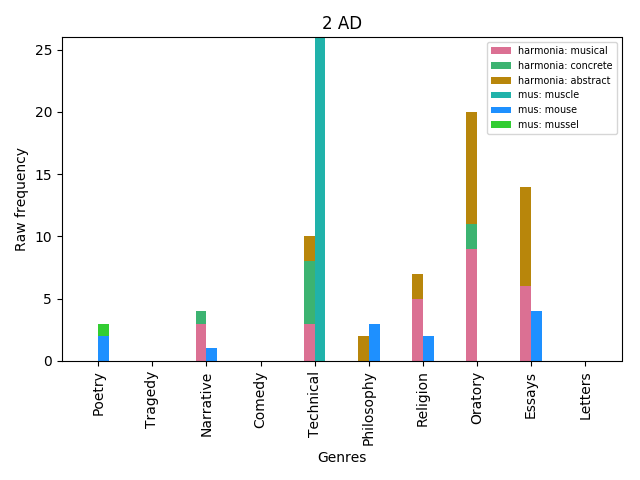 2 AD
harmonia: musical
harmonia: concrete
harmonia: abstract
mus: muscle
mus: mouse
mus: mussel
Raw frequency
25
20
15
10
5
0
Poetry
Tragedy
Narrative
Comedy
Technical
Philosophy
Religion
Oratory
Essays
Letters
Genres